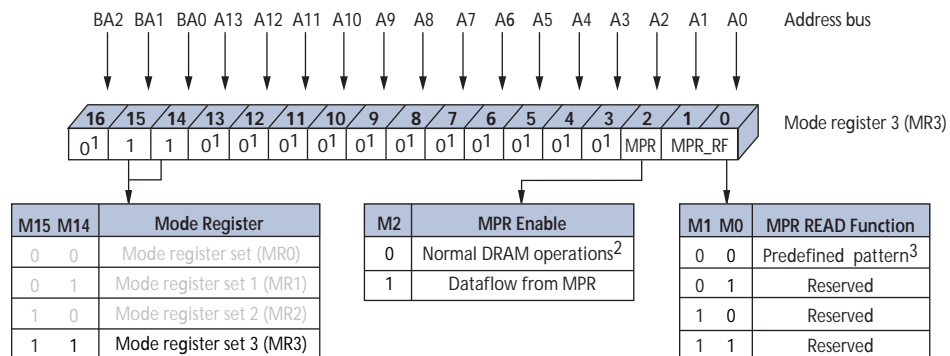 BA2 BA1 BA0 A13 A12 A11 A10 A9 A8 A7 A6 A5 A4 A3 A2 A1 A0 Address bus
16 15 14 13 12 11 10 9 8 7 6 5 4 3 2 1 0
Mode register 3 (MR3)
0¹ 1 1 0¹ 0¹ 0¹ 0¹ 0¹ 0¹ 0¹ 0¹ 0¹ 0¹ 0¹ MPR MPR_RF
M15 M14 Mode Register
0 0 Mode register set (MR0)
0 1 Mode register set 1 (MR1)
1 0 Mode register set 2 (MR2)
1 1 Mode register set 3 (MR3)
M2 MPR Enable
0 Normal DRAM operations²
1 Dataflow from MPR
M1 M0 MPR READ Function
0 0 Predefined pattern³
0 1 Reserved
1 0 Reserved
1 1 Reserved